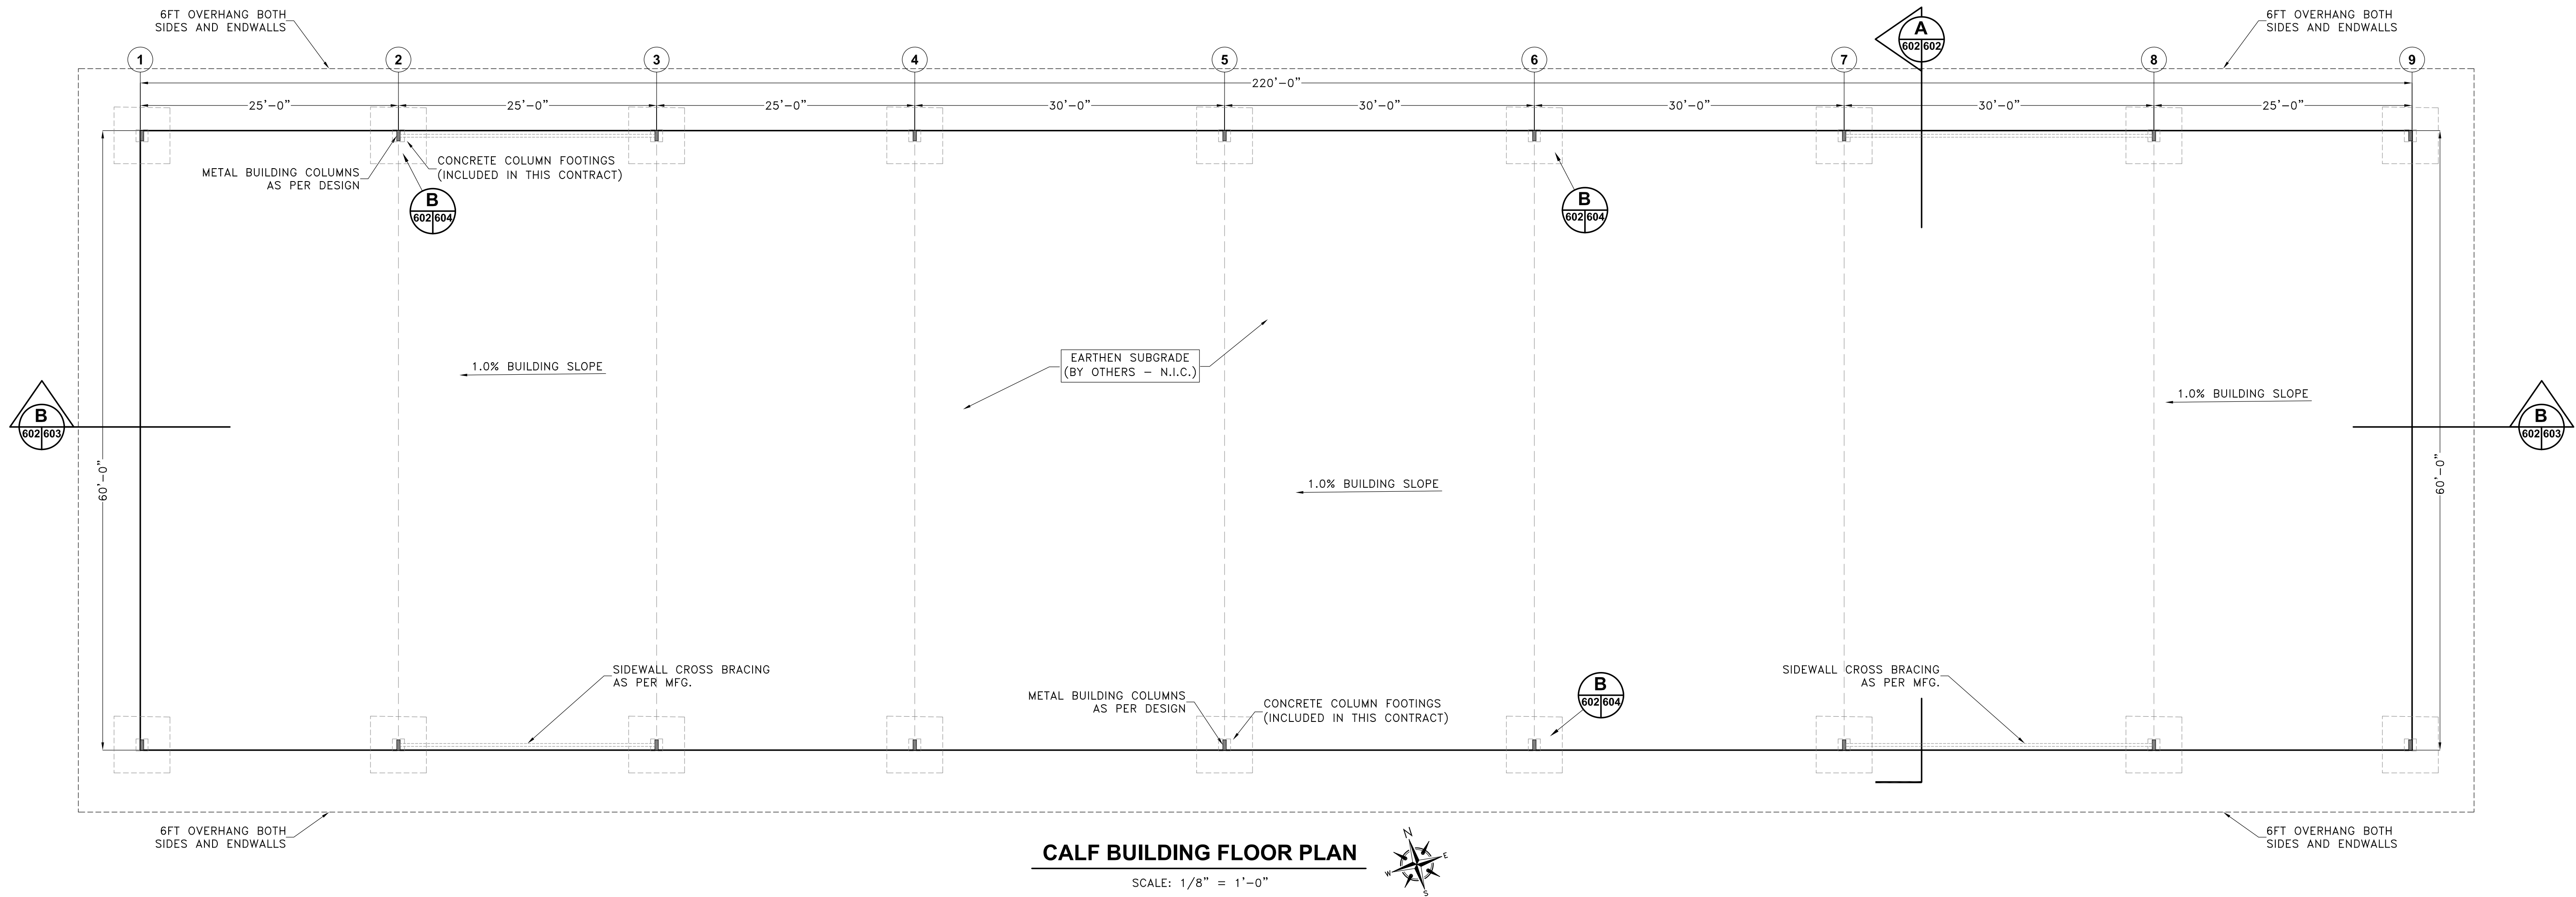 6FT OVERHANG BOTH
SIDES AND ENDWALLS
A
602 602
6FT OVERHANG BOTH
SIDES AND ENDWALLS
1 2 3 4 5 6 7 8 9
220'-0"
25'-0" 25'-0" 25'-0" 30'-0" 30'-0" 30'-0" 30'-0" 25'-0"
METAL BUILDING COLUMNS
AS PER DESIGN
CONCRETE COLUMN FOOTINGS
(INCLUDED IN THIS CONTRACT)
B
602 604
B
602 604
EARTHEN SUBGRADE
(BY OTHERS - N.I.C.)
1.0% BUILDING SLOPE
1.0% BUILDING SLOPE
B
602 603
B
602 603
60'-0"
60'-0"
1.0% BUILDING SLOPE
SIDEWALL CROSS BRACING
AS PER MFG.
METAL BUILDING COLUMNS
AS PER DESIGN
CONCRETE COLUMN FOOTINGS
(INCLUDED IN THIS CONTRACT)
B
602 604
SIDEWALL CROSS BRACING
AS PER MFG.
6FT OVERHANG BOTH
SIDES AND ENDWALLS
6FT OVERHANG BOTH
SIDES AND ENDWALLS
CALF BUILDING FLOOR PLAN
SCALE: 1/8" = 1'-0"
N
E
W
S